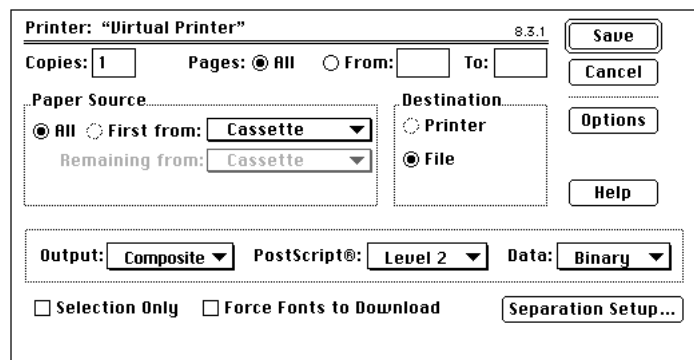 Printer: “Virtual Printer” 8.3.1 Save
Copies: 1 Pages: All From: To: Cancel
Paper Source Destination
All First from: Cassette Printer Options
Remaining from: Cassette File
Help
Output: Composite PostScript®: Level 2 Data: Binary
Selection Only Force Fonts to Download Separation Setup...